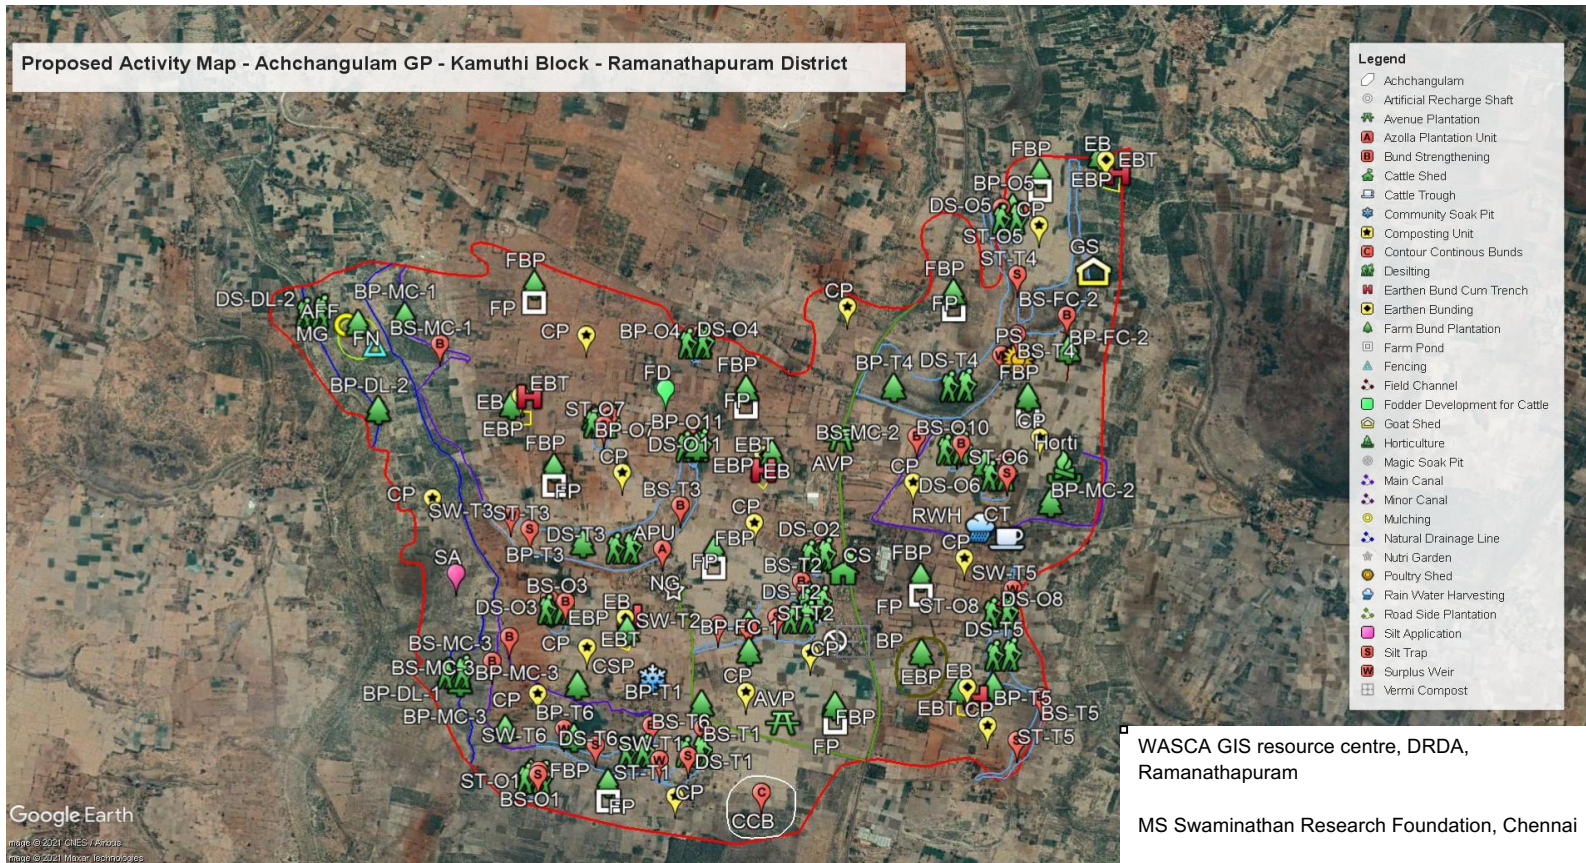 Proposed Activity Map - Achchangulam GP - Kamuthi Block - Ramanathapuram District
Legend
Achchangulam
Artificial Recharge Shaft
Avenue Plantation
Azolla Plantation Unit
Bund Strengthening
Cattle Shed
Cattle Trough
Community Soak Pit
Composting Unit
Contour Continous Bunds
Desilting
Earthen Bund Cum Trench
Earthen Bunding
Farm Bund Plantation
Farm Pond
Fencing
Field Channel
Fodder Development for Cattle
Goat Shed
Horticulture
Magic Soak Pit
Main Canal
Minor Canal
Mulching
Natural Drainage Line
Nutri Garden
Poultry Shed
Rain Water Harvesting
Road Side Plantation
Silt Application
Silt Trap
Surplus Weir
Vermi Compost
EB
FBP
EBT
EBP
BP-O5
DS-O5
CP
ST-O5
GS
ST-T4
FBP
FBP
FP
FP
DS-DL-2
BP-MC-1
AFF
MG
FN
BS-MC-1
CP
BS-FC-2
CP
BP-O4
DS-O4
PS
BS-T4
BP-FC-2
BP-DL-2
FD
FBP
FP
BP-T4
DS-T4
FBP
EBT
EB
EBP
ST-O7
BP-O7
BP-O11
DS-O11
CP
BS-O10
BS-MC-2
Horti
FBP
FP
CP
EBT
EBP
EB
AVP
CP
ST-O6
DS-O6
BP-MC-2
CP
SW-T3
ST-T3
BS-T3
CP
RWH
CT
DS-T3
BP-T3
APU
FBP
FP
DS-O2
CP
SA
NG
BS-T2
CS
FBP
SW-T5
BS-O3
DS-O3
EBP
EB
SW-T2
DS-T2
ST-T2
FP
ST-O8
DS-O8
EBT
BP-FC-1
BP
DS-T5
BS-MC-3
CP
CP
BS-MC-3
BP-MC-3
CSP
EBP
EB
BP-DL-1
CP
BP-T1
CP
AVP
EBT
CP
BP-T5
BP-MC-3
BP-T6
BS-T6
FBP
BS-T5
SW-T6
DS-T6
SW-T1
BS-T1
FP
ST-T5
ST-O1
FBP
ST-T1
DS-T1
BS-O1
FP
CP
CCB
WASCA GIS resource centre, DRDA,
Ramanathapuram
MS Swaminathan Research Foundation, Chennai
Google Earth
mage © 2021 CNES / Airbus
mage © 2021 Maxar Technologies